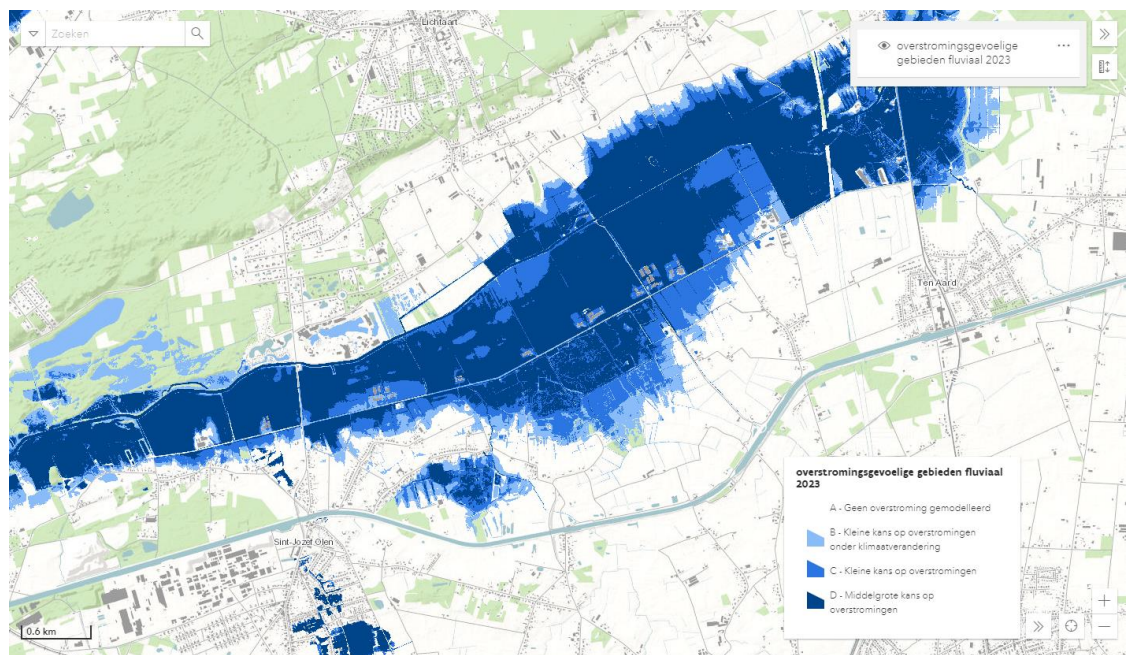 Zoeken
Lichtaart
overstromingsgevoelige
gebieden fluviaal 2023
Ten Aard
Sint-Jozef Olen
overstromingsgevoelige gebieden fluviaal
2023
A - Geen overstroming gemodelleerd
B - Kleine kans op overstromingen
onder klimaatverandering
C - Kleine kans op overstromingen
D - Middelgrote kans op
overstromingen
0.6 km